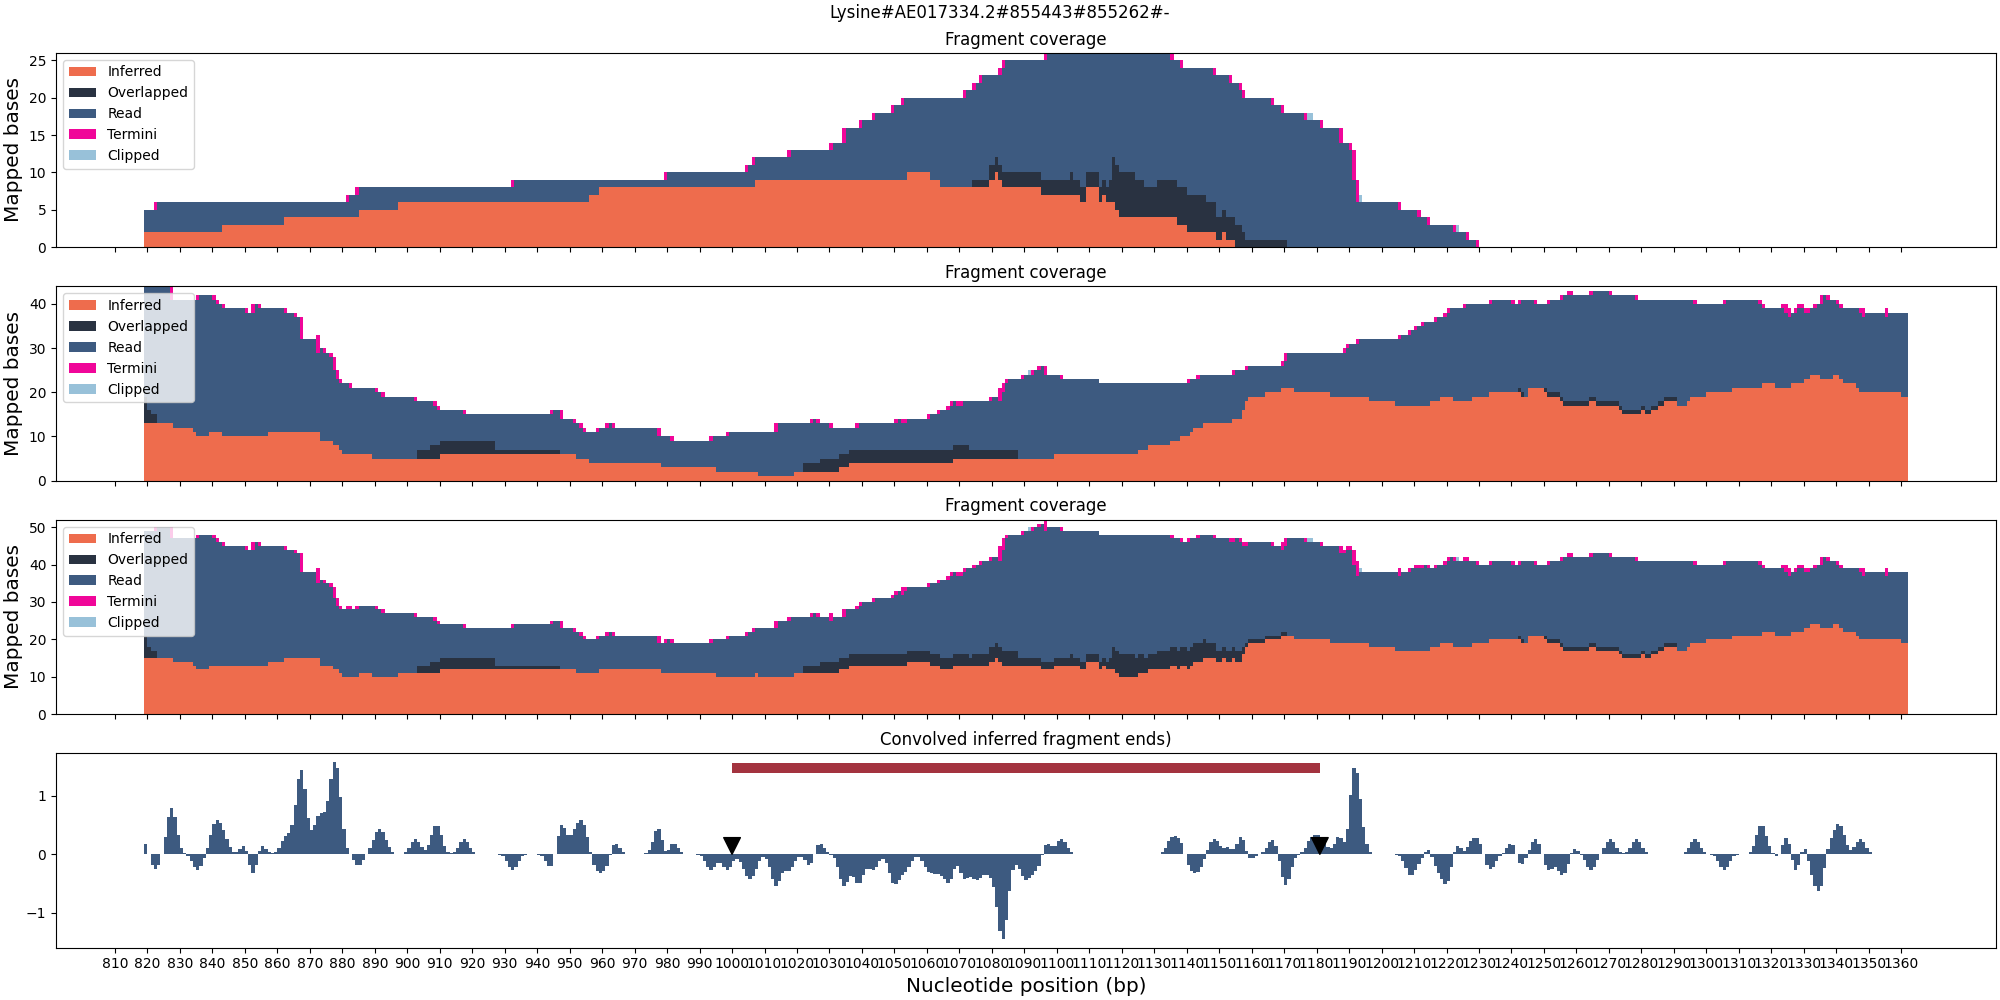 Lysine#AE017334.2#855443#855262#-
Fragment coverage
Mapped bases
25
20
15
10
5
0
Inferred
Overlapped
Read
Termini
Clipped
Fragment coverage
Mapped bases
40
30
20
10
0
Inferred
Overlapped
Read
Termini
Clipped
Fragment coverage
Mapped bases
50
40
30
20
10
0
Inferred
Overlapped
Read
Termini
Clipped
Convolved inferred fragment ends)
1
0
−1
810 820 830 840 850 860 870 880 890 900 910 920 930 940 950 960 970 980 990 1000 1010 1020 1030 1040 1050 1060 1070 1080 1090 1100 1110 1120 1130 1140 1150 1160 1170 1180 1190 1200 1210 1220 1230 1240 1250 1260 1270 1280 1290 1300 1310 1320 1330 1340 1350 1360
Nucleotide position (bp)